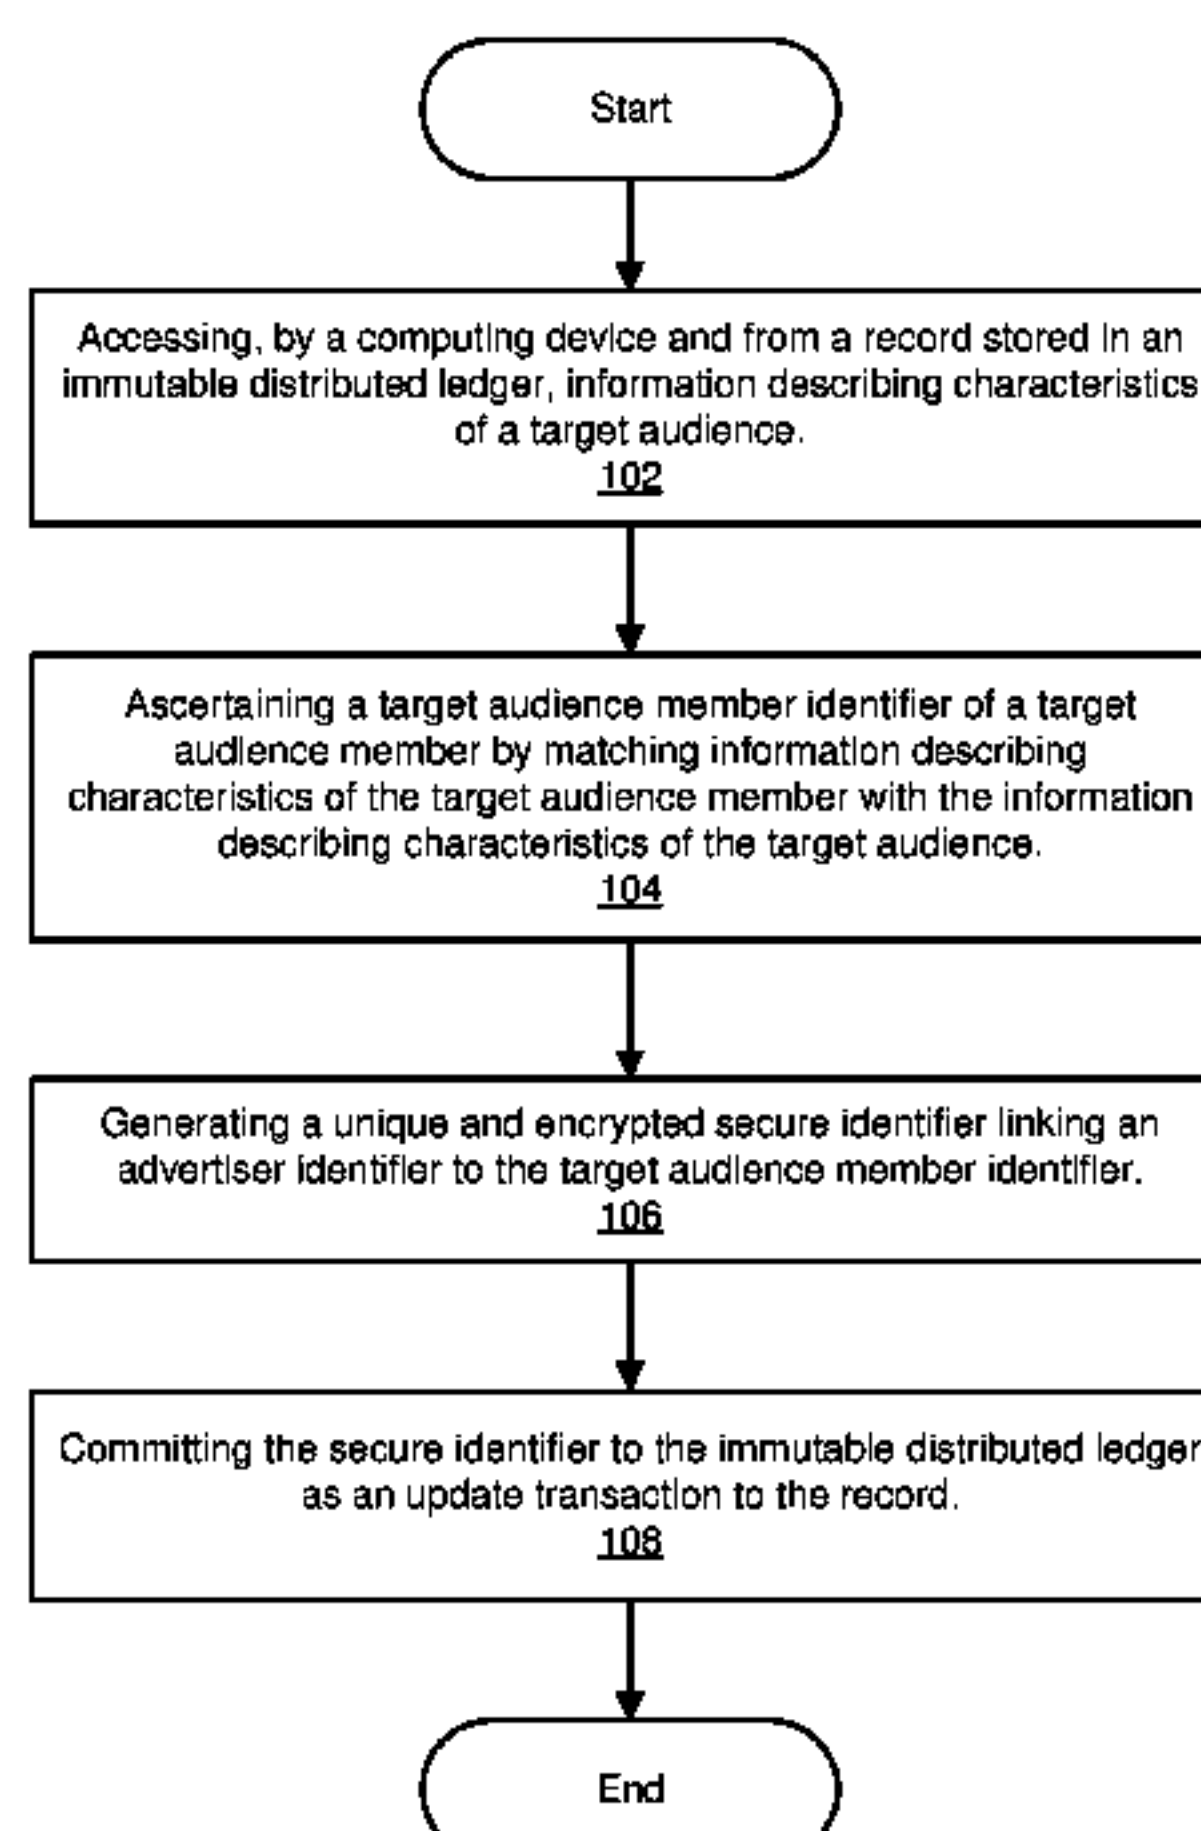 Start
Accessing, by a computing device and from a record stored in an
immutable distributed ledger, information describing characteristics
of a target audience.
102
Ascertaining a target audience member identifier of a target
audience member by matching information describing
characteristics of the target audience member with the information
describing characteristics of the target audience.
104
Generating a unique and encrypted secure identifier linking an
advertiser identifier to the target audience member identifier.
106
Committing the secure identifier to the immutable distributed ledger
as an update transaction to the record.
108
End